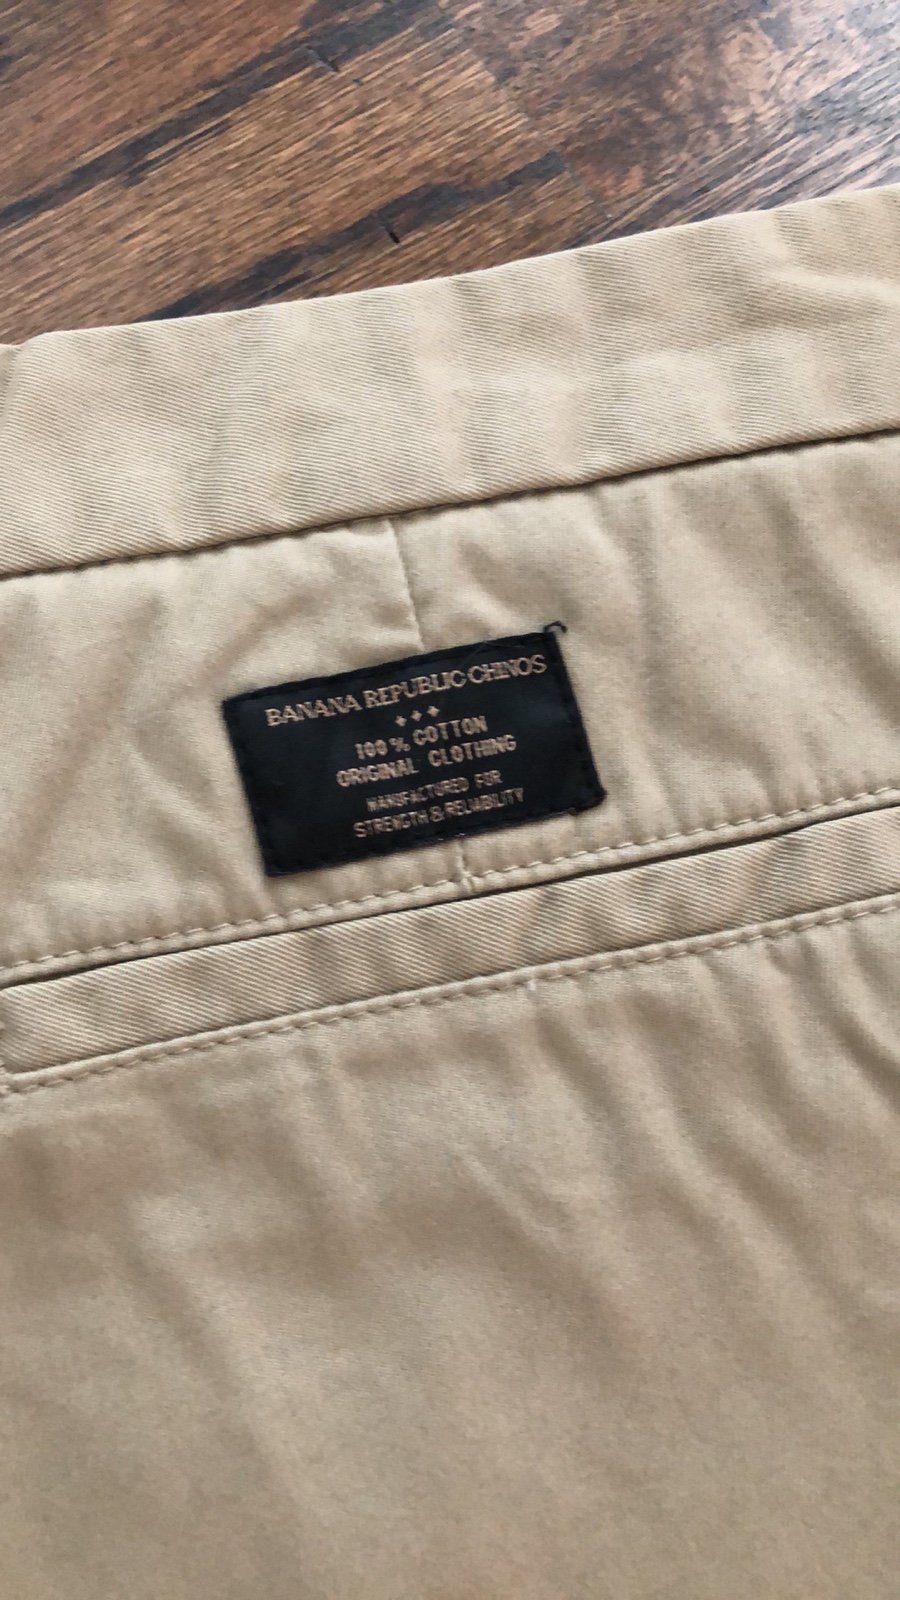 BANANA REPUBLIC CHINOS
100% COTTON
ORIGINAL CLOTHING
MANUFACTURED FOR
STRENGTH & RELIABILITY